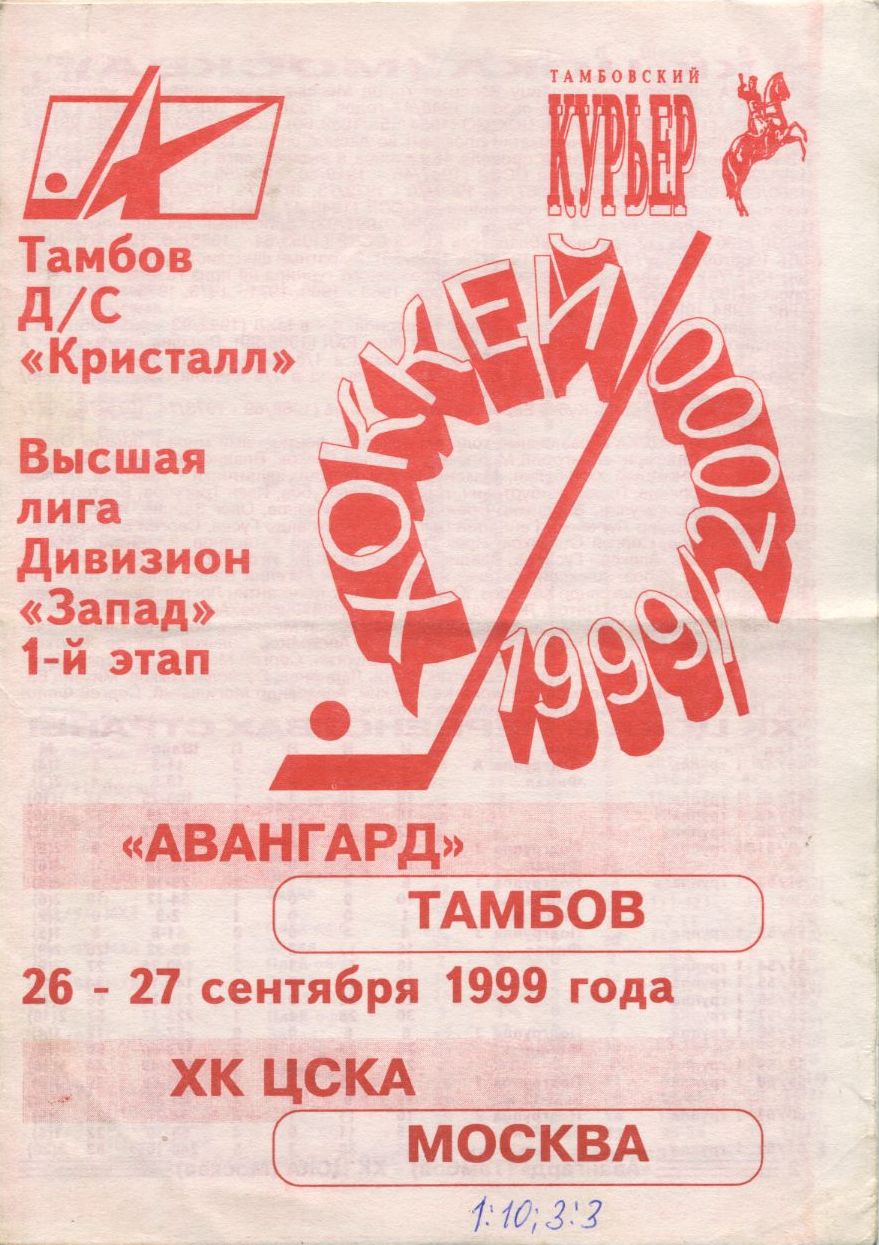 ТАМБОВСКИЙ
КУРЬЕР
Тамбов
Д/С
«Кристалл»
Высшая
лига
Дивизион
«Запад»
1-й этап
ХОККЕЙ
1999/2000
«АВАНГАРД»
ТАМБОВ
26 - 27 сентября 1999 года
ХК ЦСКА
МОСКВА
1:10; 3:3